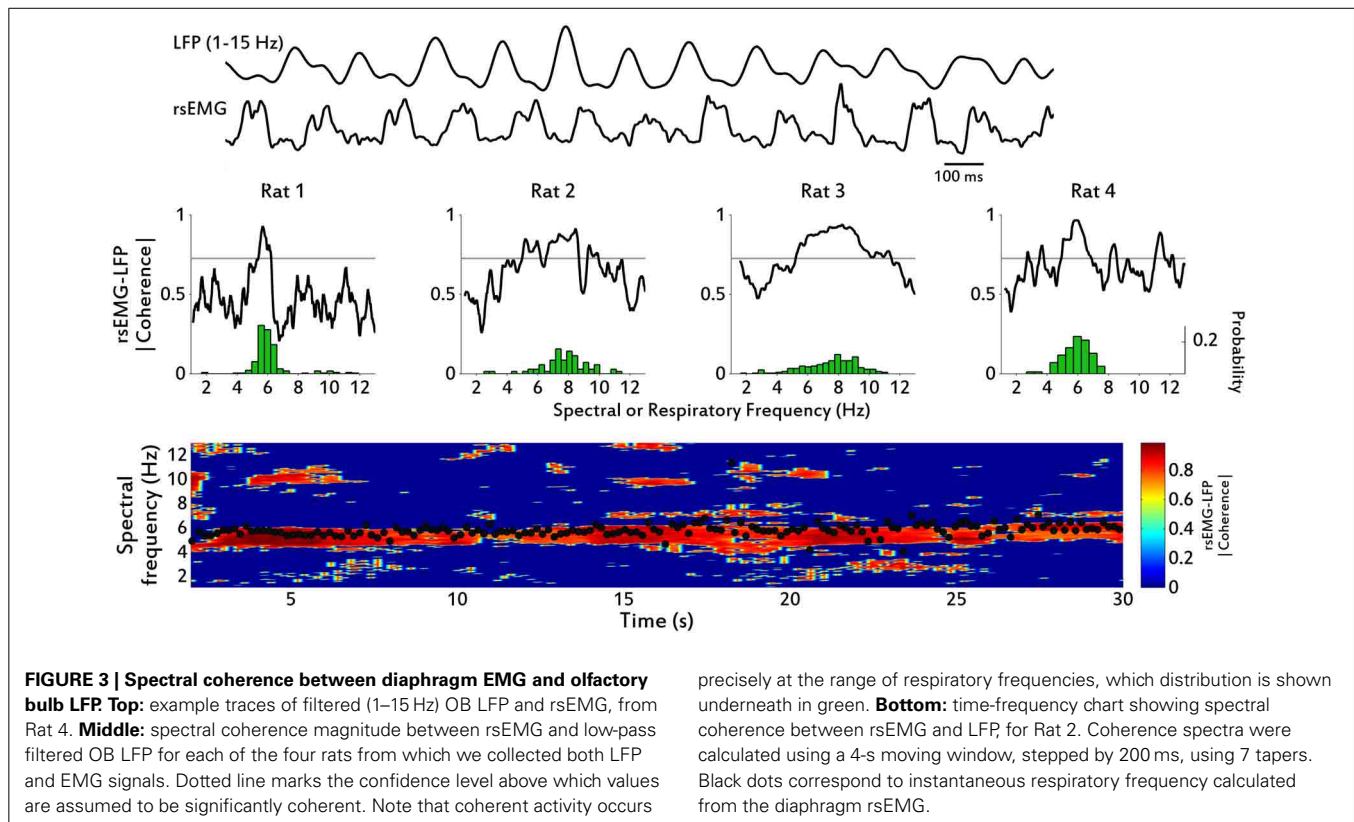 LFP (1-15 Hz)
rsEMG
100 ms
Rat 1
Rat 2
Rat 3
Rat 4
rsEMG-LFP
|Coherence|
1
0.5
0
2 4 6 8 10 12
1
0.5
0
2 4 6 8 10 12
1
0.5
0
2 4 6 8 10 12
1
0.5
0
2 4 6 8 10 12
0.2
Probability
Spectral or Respiratory Frequency (Hz)
Spectral
frequency (Hz)
12
10
8
6
4
2
5 10 15 20 25 30
Time (s)
0.8
0.6
0.4
0.2
0
rsEMG-LFP
|Coherence|
FIGURE 3 | Spectral coherence between diaphragm EMG and olfactory
bulb LFP. Top: example traces of filtered (1–15 Hz) OB LFP and rsEMG, from
Rat 4. Middle: spectral coherence magnitude between rsEMG and low-pass
filtered OB LFP for each of the four rats from which we collected both LFP
and EMG signals. Dotted line marks the confidence level above which values
are assumed to be significantly coherent. Note that coherent activity occurs
precisely at the range of respiratory frequencies, which distribution is shown
underneath in green. Bottom: time-frequency chart showing spectral
coherence between rsEMG and LFP, for Rat 2. Coherence spectra were
calculated using a 4-s moving window, stepped by 200 ms, using 7 tapers.
Black dots correspond to instantaneous respiratory frequency calculated
from the diaphragm rsEMG.